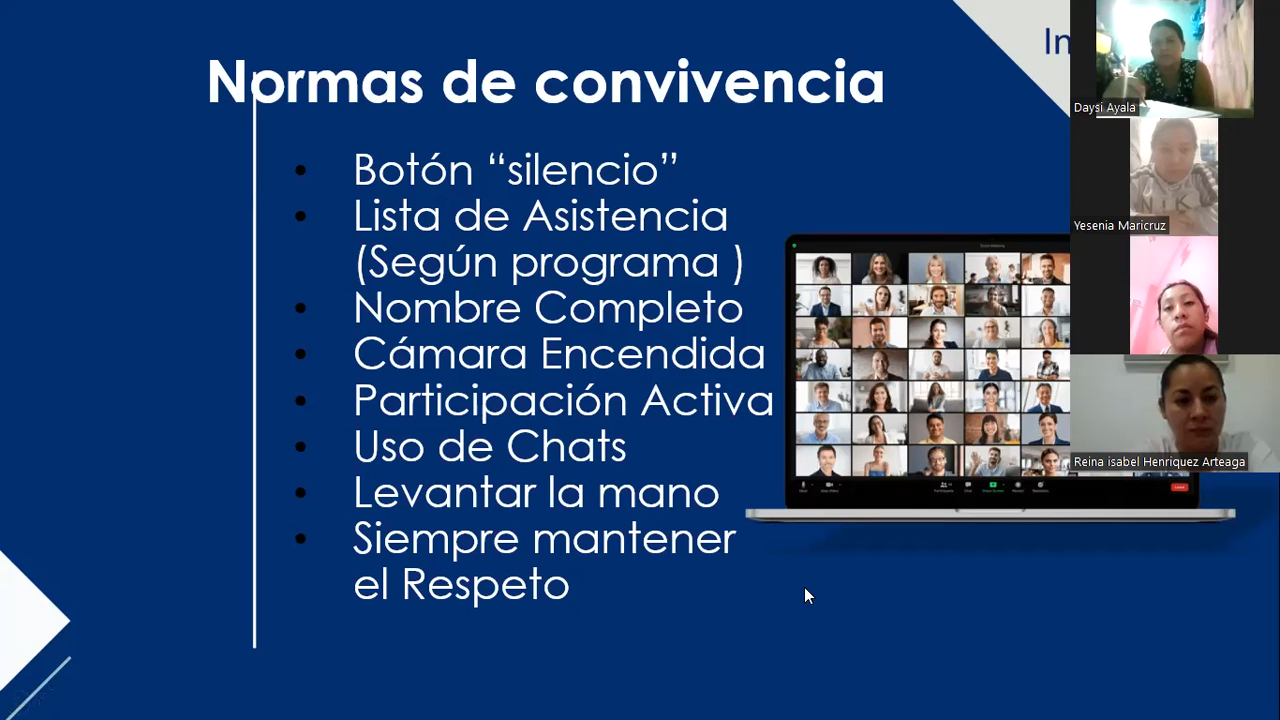 Normas de convivencia
In
Botón “silencio”
Lista de Asistencia
(Según programa )
Nombre Completo
Cámara Encendida
Participación Activa
Uso de Chats
Levantar la mano
Siempre mantener
el Respeto
Daysi Ayala
Yesenia Maricruz
NIK
Reina isabel Henriquez Arteaga